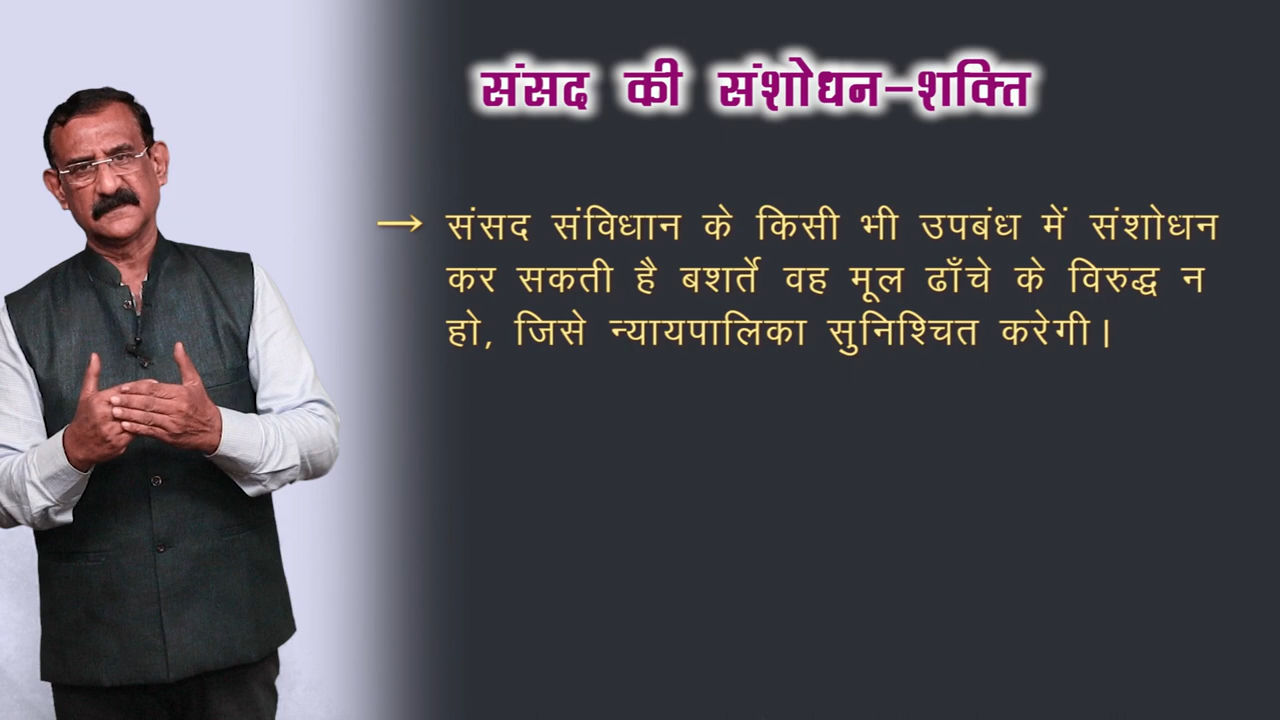 संसद की संशोधन-शक्ति
→ संसद संविधान के किसी भी उपबंध में संशोधन
कर सकती है बशर्ते वह मूल ढाँचे के विरुद्ध न
हो, जिसे न्यायपालिका सुनिश्चित करेगी।